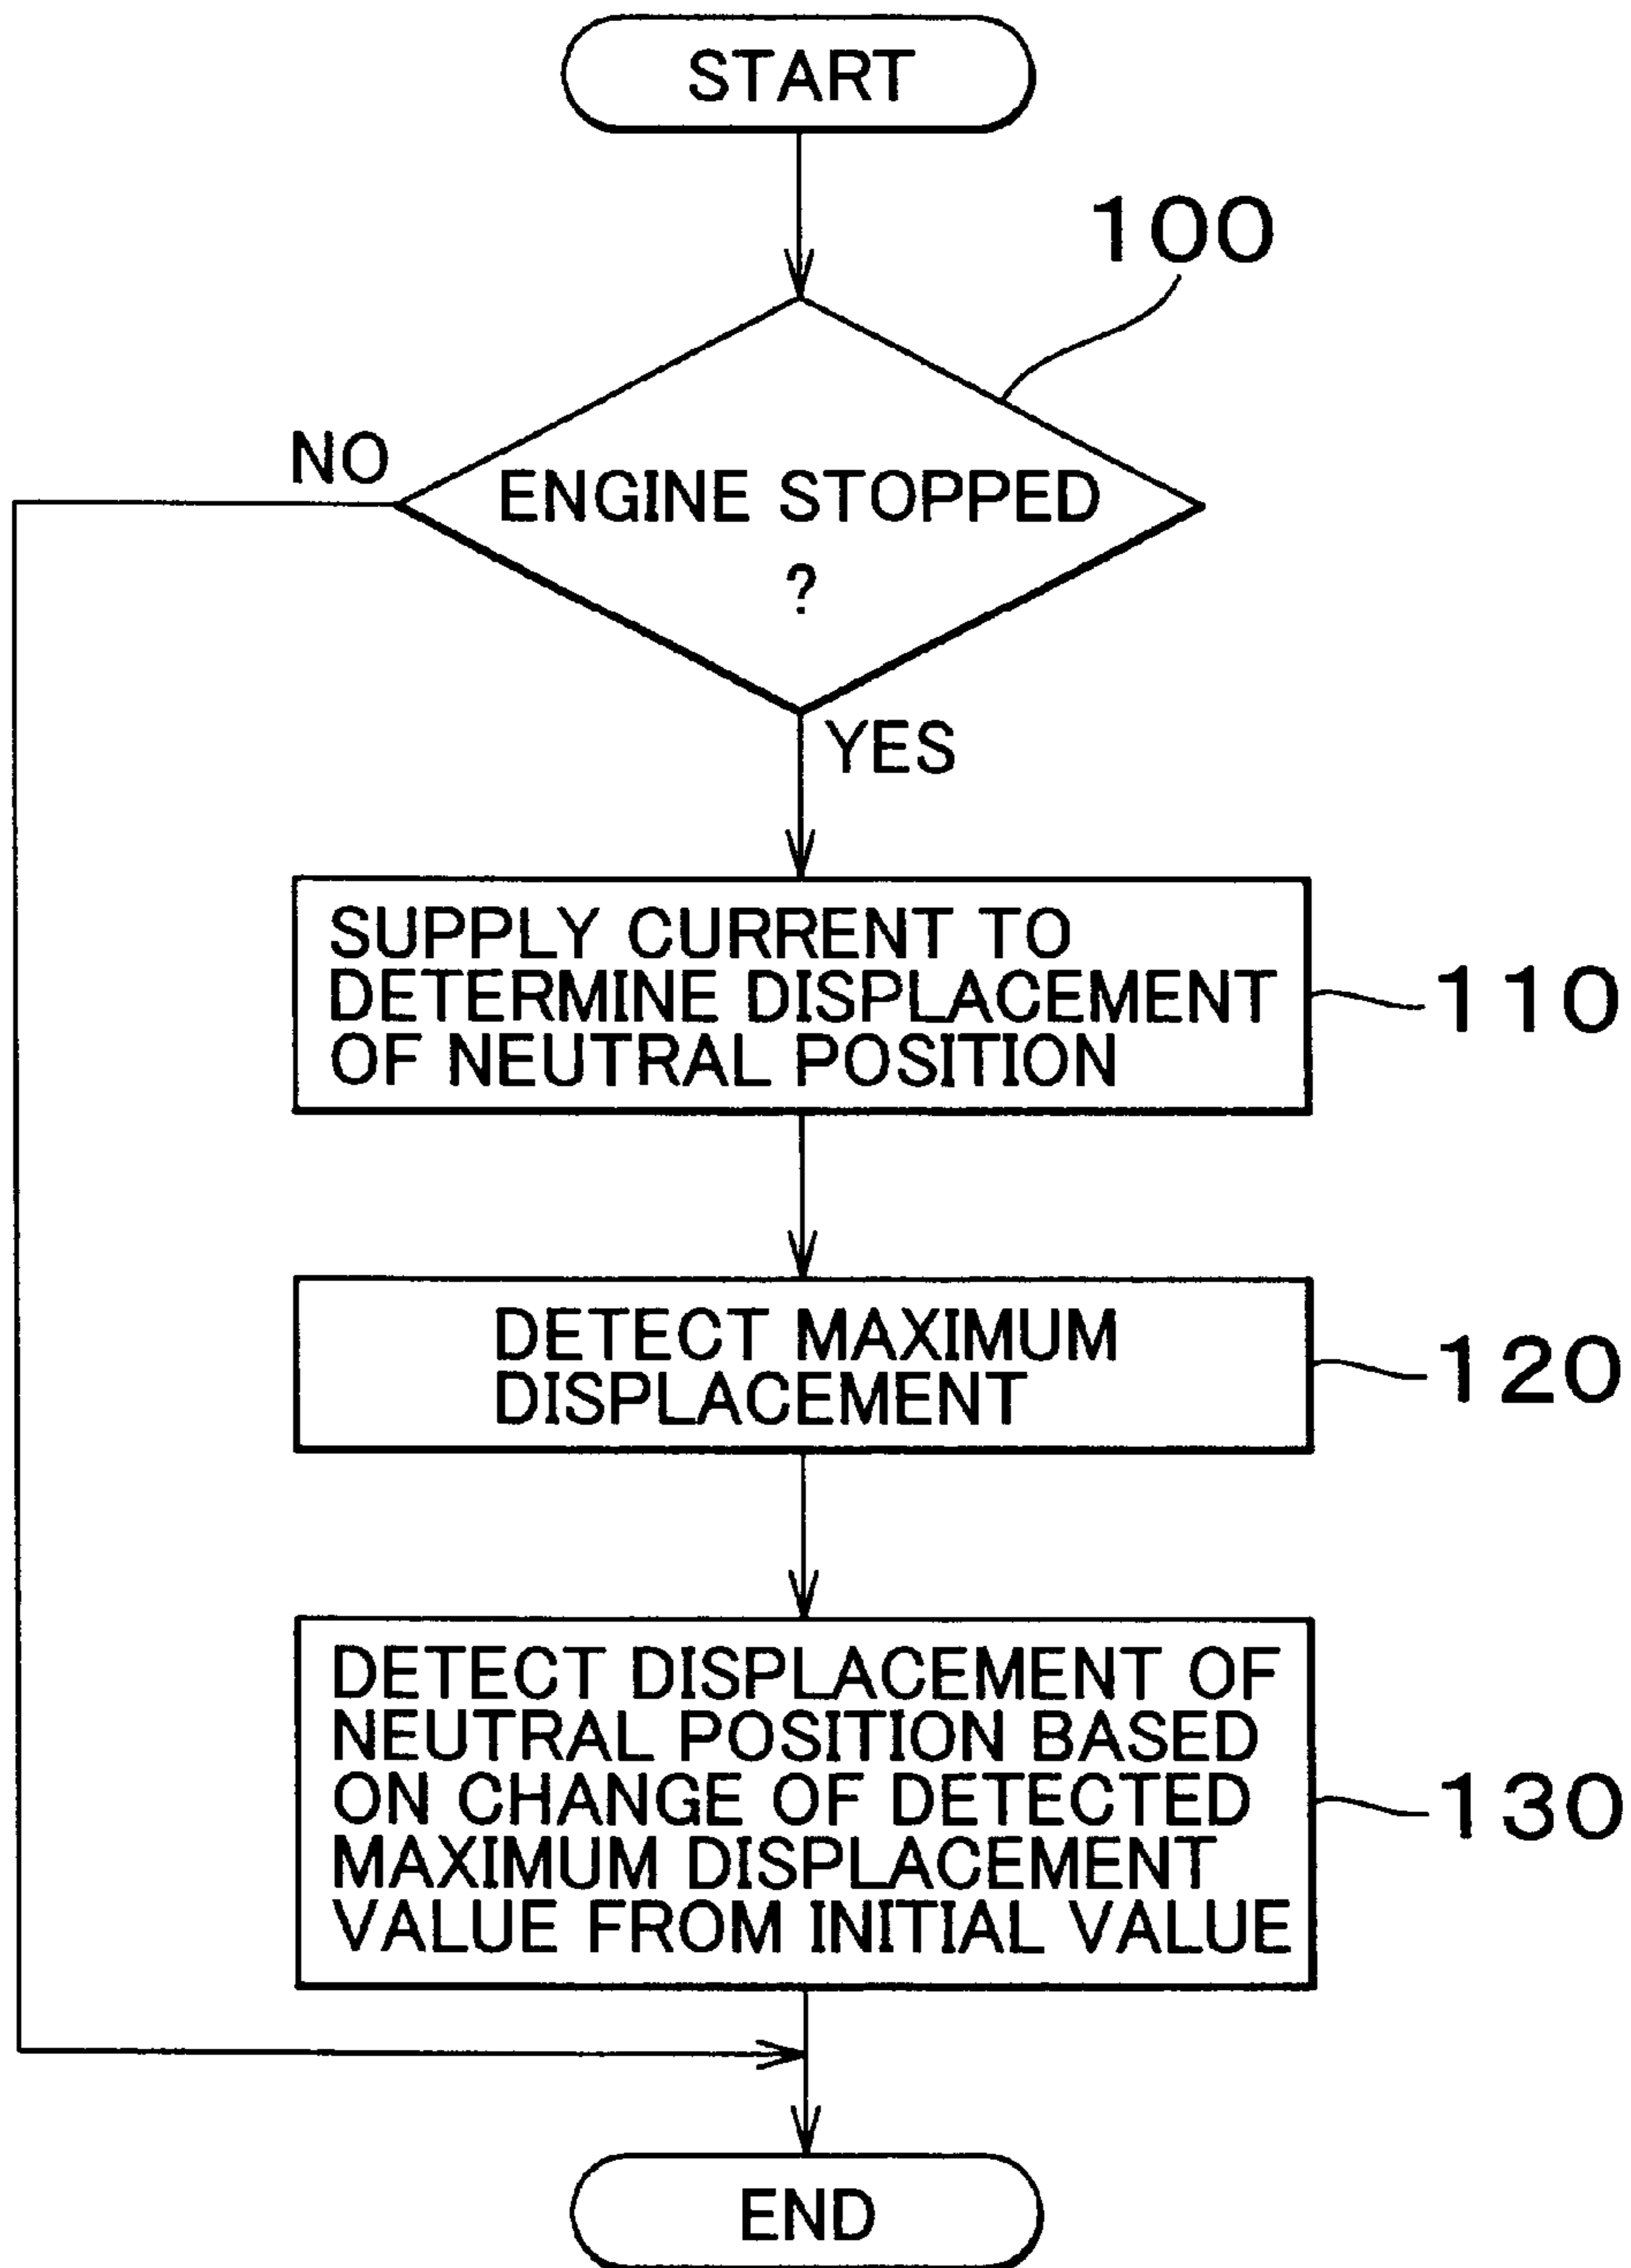 START
100
NO
ENGINE STOPPED
?
YES
SUPPLY CURRENT TO
DETERMINE DISPLACEMENT
OF NEUTRAL POSITION
110
DETECT MAXIMUM
DISPLACEMENT
120
DETECT DISPLACEMENT OF
NEUTRAL POSITION BASED
ON CHANGE OF DETECTED
MAXIMUM DISPLACEMENT
VALUE FROM INITIAL VALUE
130
END